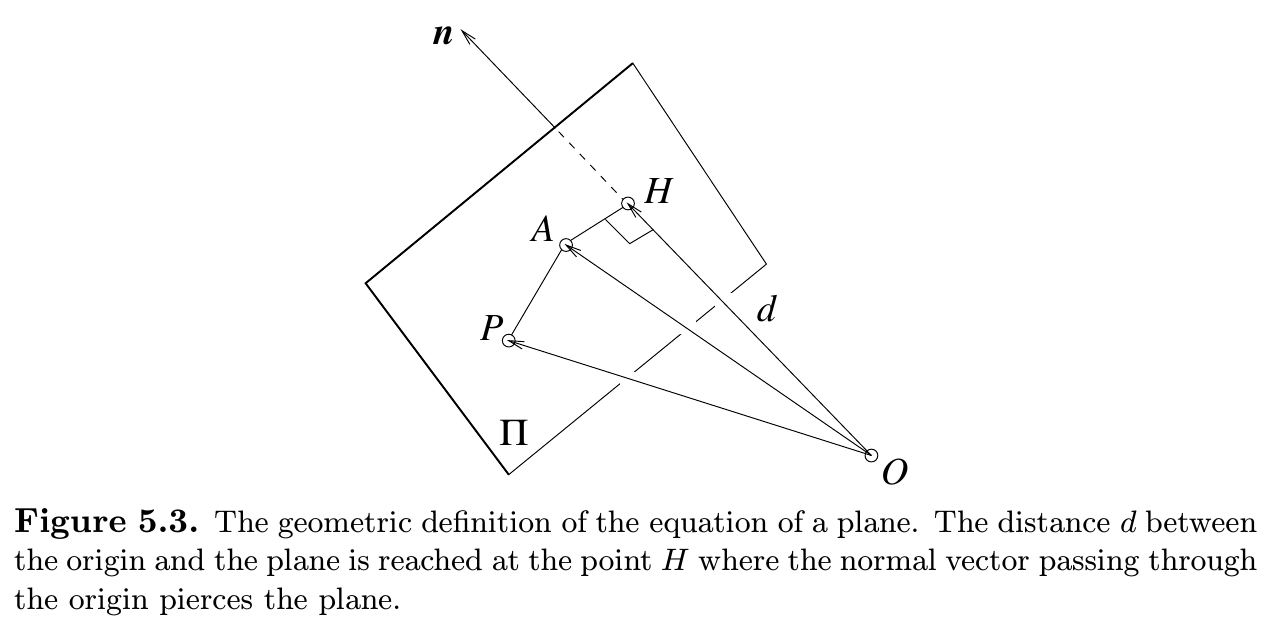 n
H
A
P
d
Π
O
Figure 5.3. The geometric definition of the equation of a plane. The distance d between
the origin and the plane is reached at the point H where the normal vector passing through
the origin pierces the plane.